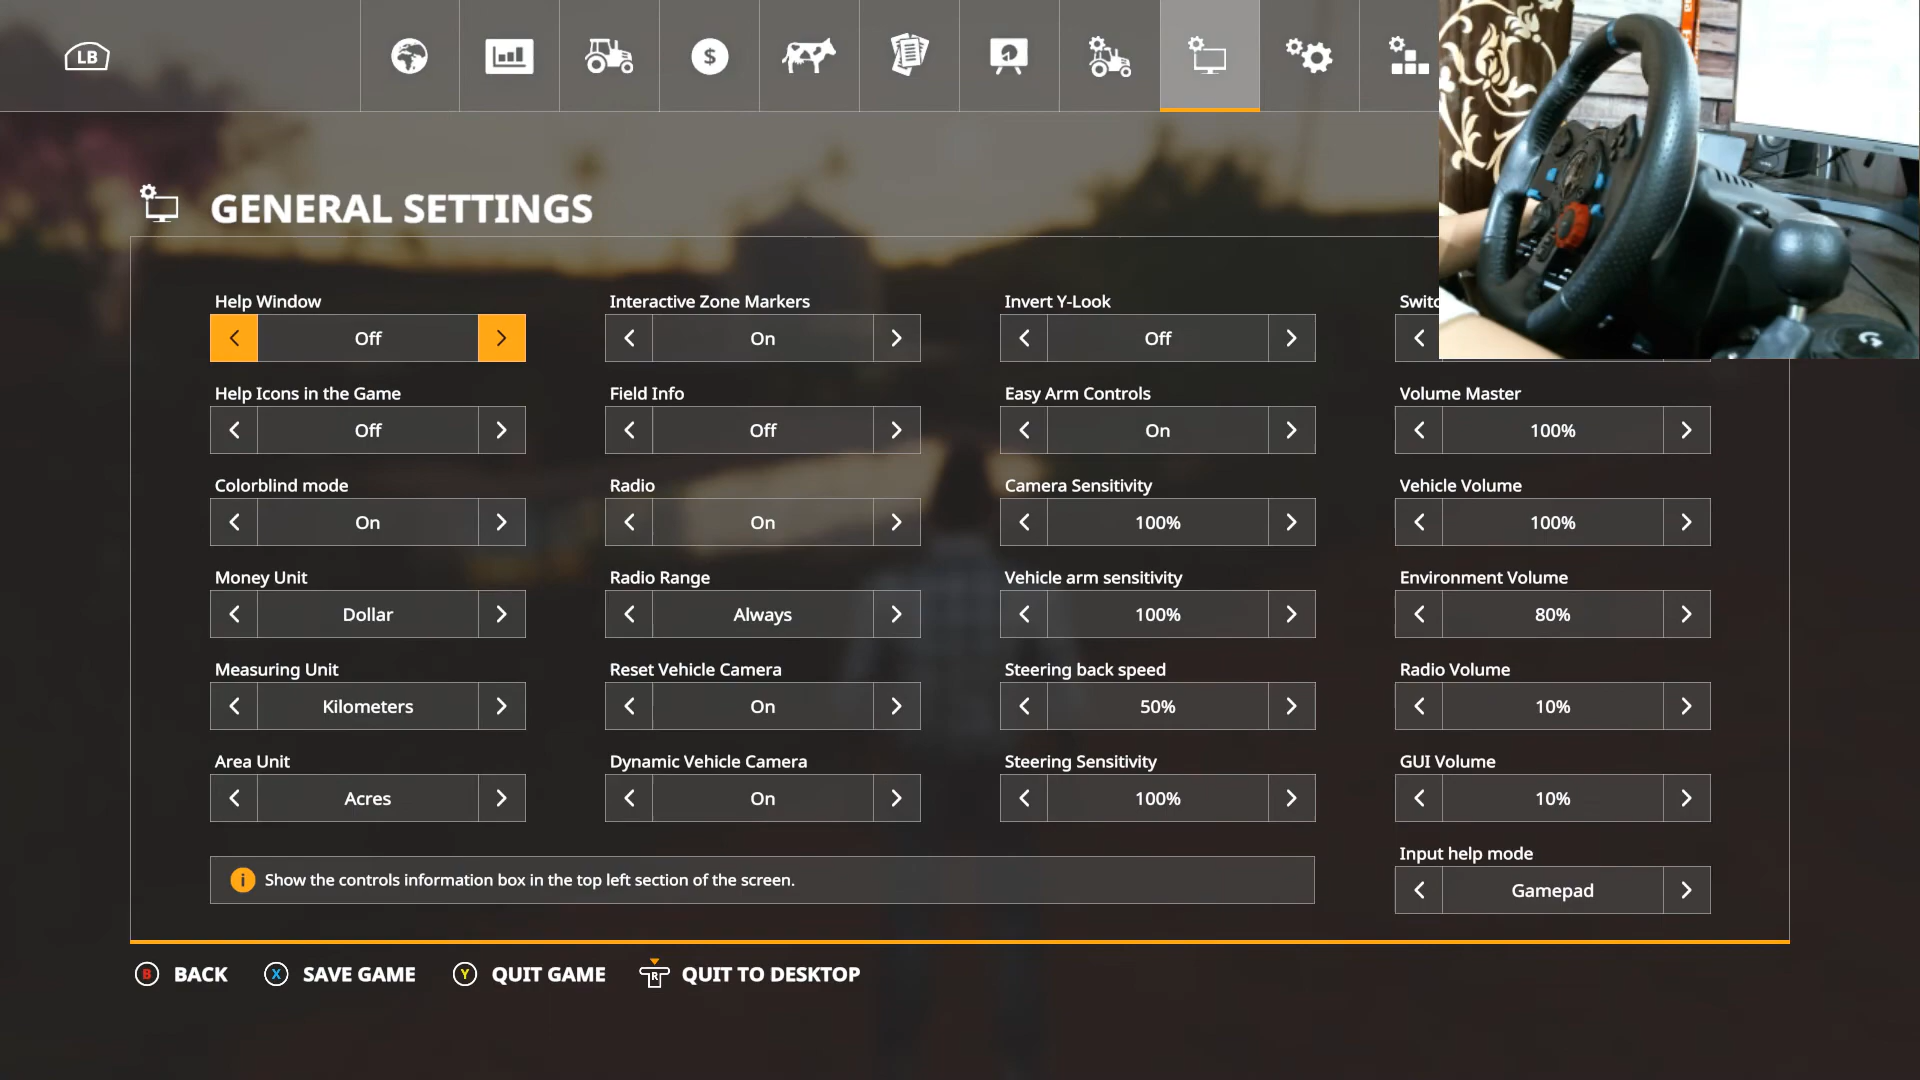 LB
GENERAL SETTINGS
Help Window
Off
Help Icons in the Game
Off
Colorblind mode
On
Money Unit
Dollar
Measuring Unit
Kilometers
Area Unit
Acres
Interactive Zone Markers
On
Field Info
Off
Radio
On
Radio Range
Always
Reset Vehicle Camera
On
Dynamic Vehicle Camera
On
Invert Y-Look
Off
Easy Arm Controls
On
Camera Sensitivity
100%
Vehicle arm sensitivity
100%
Steering back speed
50%
Steering Sensitivity
100%
Volume Master
100%
Vehicle Volume
100%
Environment Volume
80%
Radio Volume
10%
GUI Volume
10%
Input help mode
Gamepad
Show the controls information box in the top left section of the screen.
B BACK X SAVE GAME Y QUIT GAME R QUIT TO DESKTOP